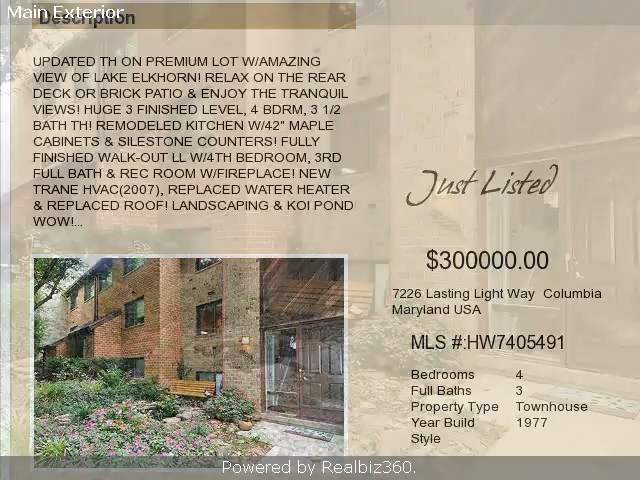 Main Exterior
Description
UPDATED TH ON PREMIUM LOT W/AMAZING
VIEW OF LAKE ELKHORN! RELAX ON THE REAR
DECK OR BRICK PATIO & ENJOY THE TRANQUIL
VIEWS! HUGE 3 FINISHED LEVEL, 4 BDRM, 3 1/2
BATH TH! REMODELED KITCHEN W/42" MAPLE
CABINETS & SILESTONE COUNTERS! FULLY
FINISHED WALK-OUT LL W/4TH BEDROOM, 3RD
FULL BATH & REC ROOM W/FIREPLACE! NEW
TRANE HVAC(2007), REPLACED WATER HEATER
& REPLACED ROOF! LANDSCAPING & KOI POND
WOW!...
Just Listed
$300000.00
7226 Lasting Light Way  Columbia
Maryland USA
MLS #:HW7405491
Bedrooms 4
Full Baths 3
Property Type Townhouse
Year Build 1977
Style
Powered by Realbiz360.